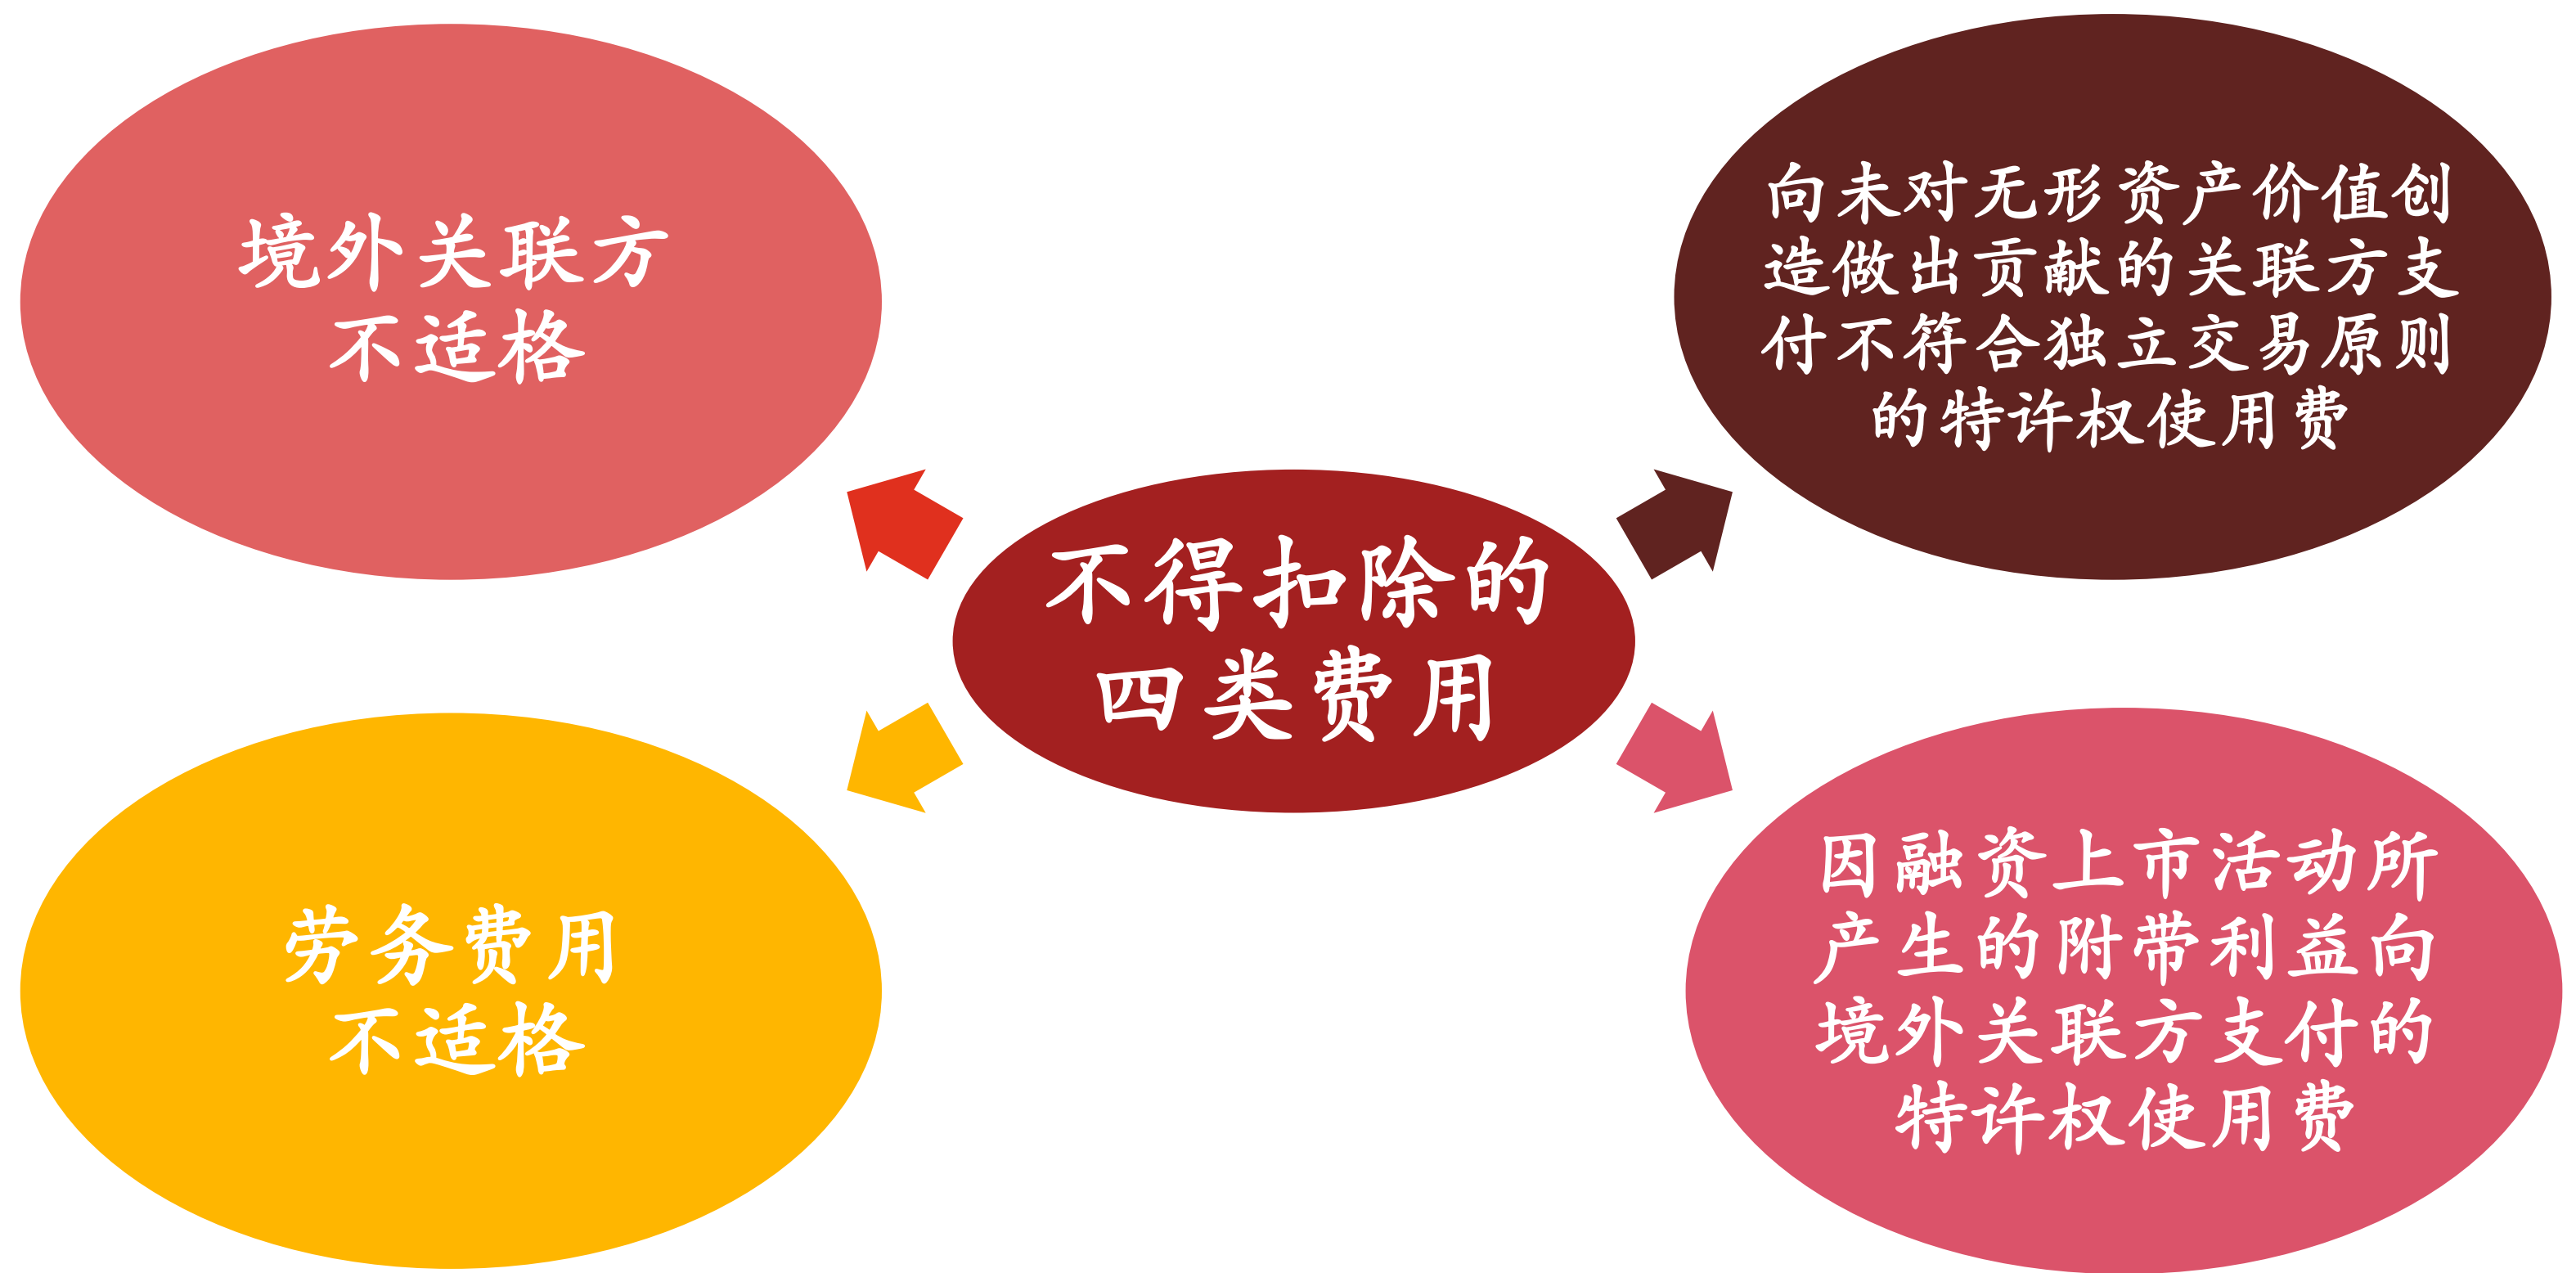 境外关联方
不适格
向未对无形资产价值创
造做出贡献的关联方支
付不符合独立交易原则
的特许权使用费
不得扣除的
四类费用
劳务费用
不适格
因融资上市活动所
产生的附带利益向
境外关联方支付的
特许权使用费